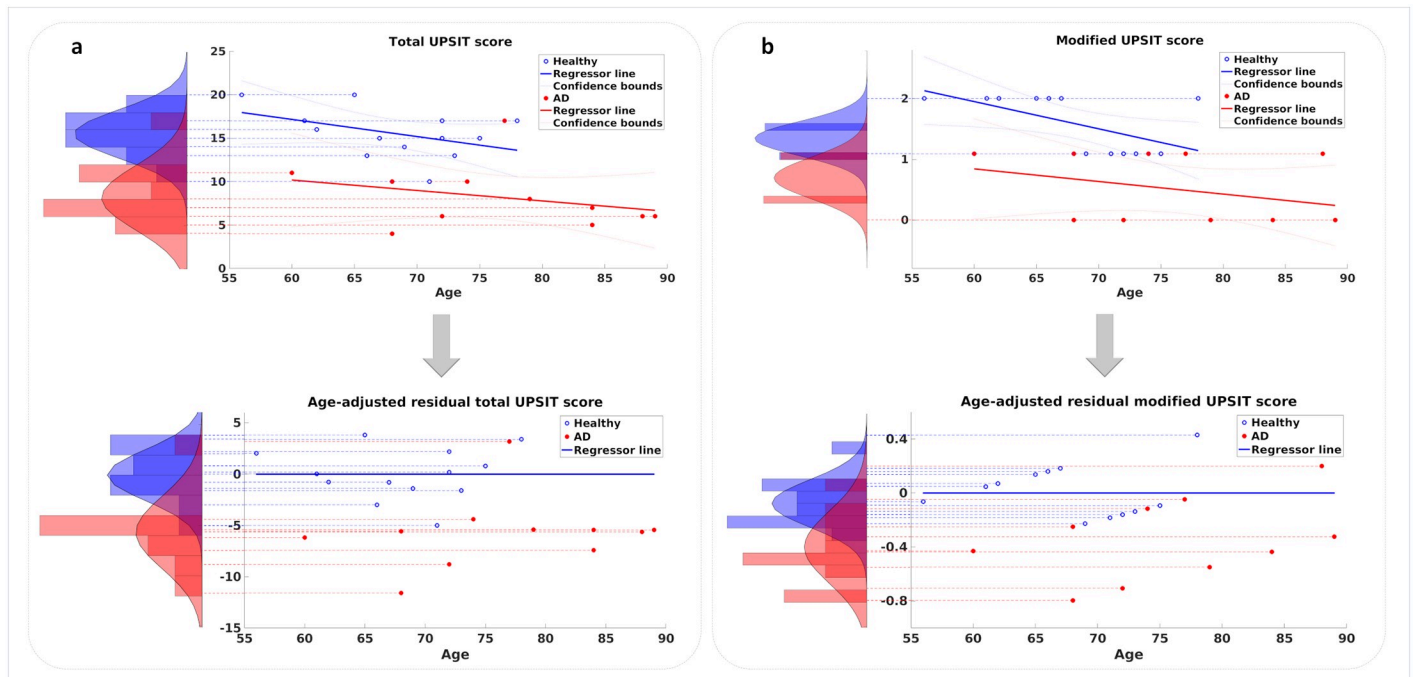 a
Total UPSIT score
Healthy
Regressor line
Confidence bounds
AD
Regressor line
Confidence bounds
25
20
15
10
5
0
55 60 65 70 75 80 85 90
Age
b
Modified UPSIT score
Healthy
Regressor line
Confidence bounds
AD
Regressor line
Confidence bounds
2
1
0
55 60 65 70 75 80 85 90
Age
Age-adjusted residual total UPSIT score
Healthy
AD
Regressor line
5
0
-5
-10
-15
55 60 65 70 75 80 85 90
Age
Age-adjusted residual modified UPSIT score
Healthy
AD
Regressor line
0.4
0
-0.4
-0.8
55 60 65 70 75 80 85 90
Age